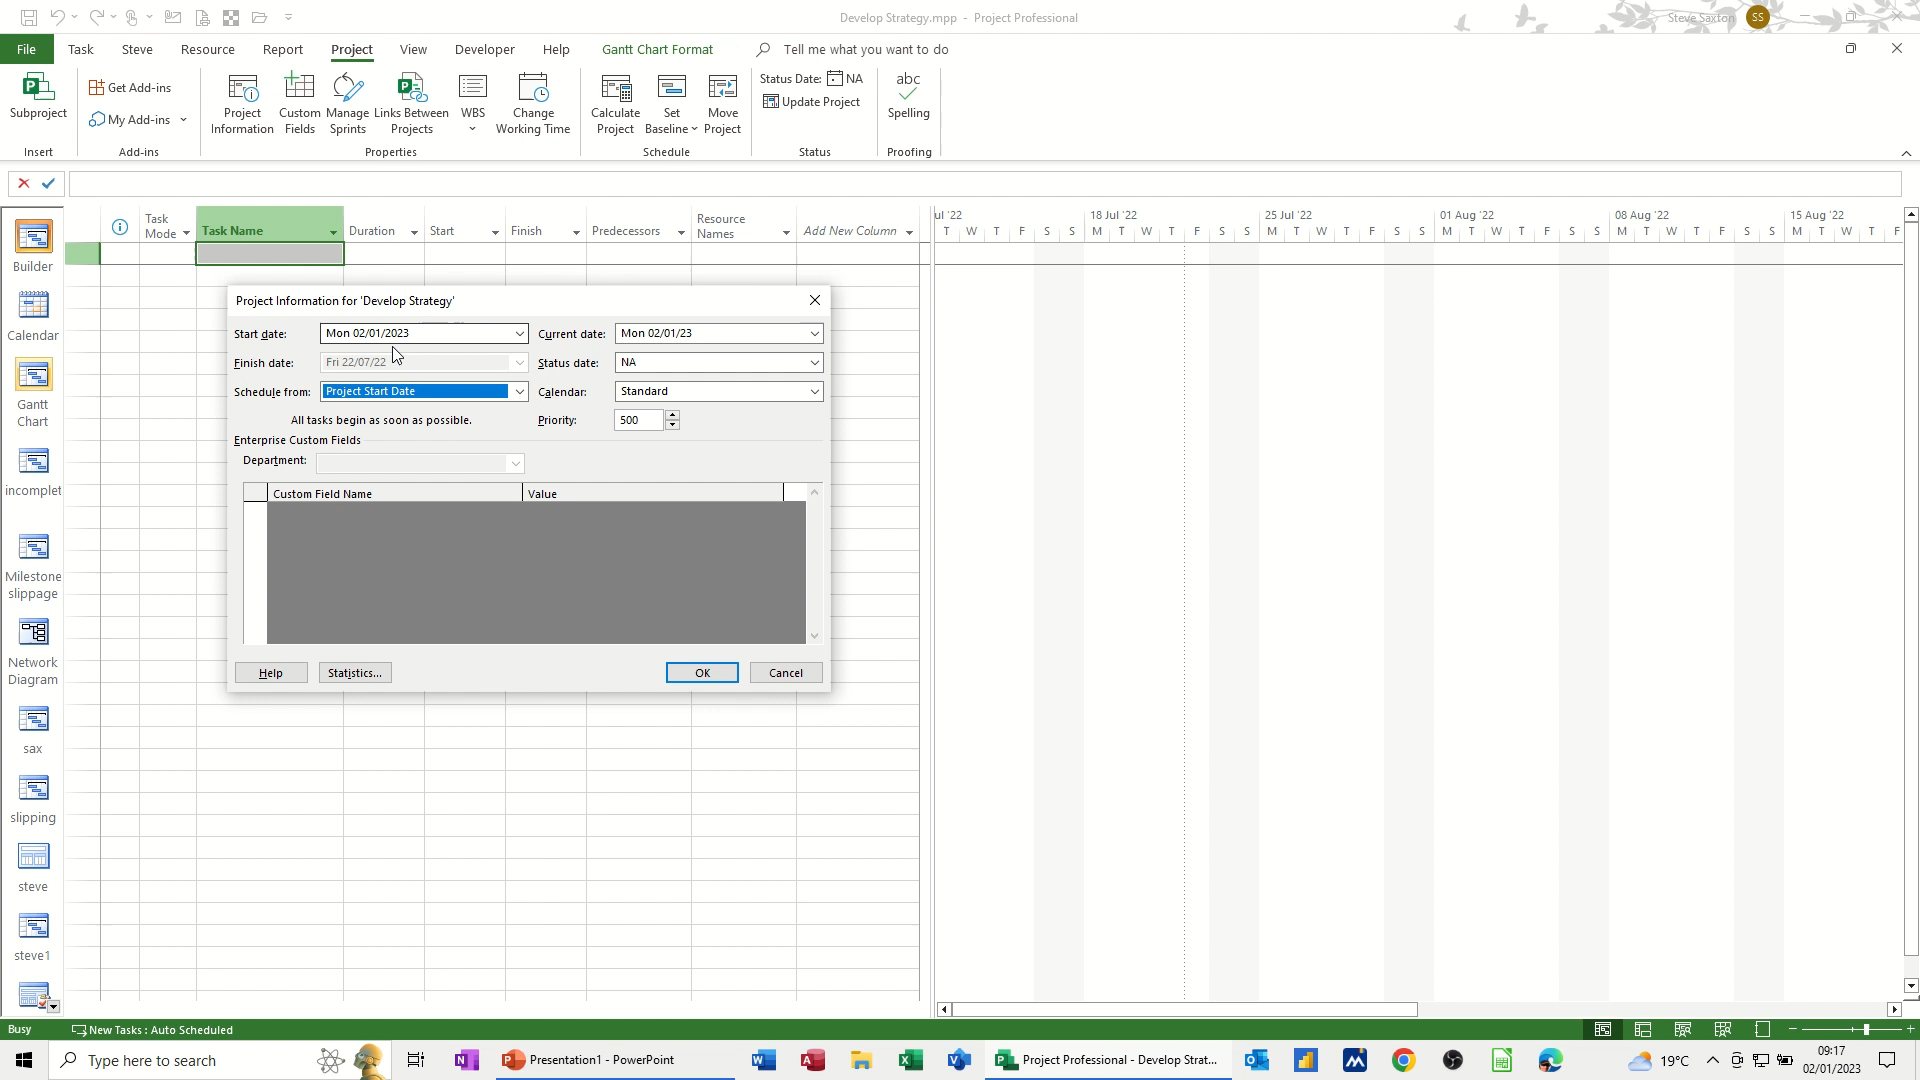 Develop Strategy.mpp - Project Professional
Steve Saxton
SS
File
Task
Steve
Resource
Report
Project
View
Developer
Help
Gantt Chart Format
Tell me what you want to do
Subproject
Get Add-ins
My Add-ins
Project Information
Custom Fields
Manage Sprints
Links Between Projects
WBS
Change Working Time
Calculate Project
Set Baseline
Move Project
Status Date: NA
Update Project
abc
Spelling
Insert
Add-ins
Properties
Schedule
Status
Proofing
Task Mode
Task Name
Duration
Start
Finish
Predecessors
Resource Names
Add New Column
ul '22
18 Jul '22
25 Jul '22
01 Aug '22
08 Aug '22
15 Aug '22
T W T F S S M T W T F S S M T W T F S S M T W T F S S M T W T F S S M T W T F
Builder
Calendar
Gantt Chart
incomplet
Milestone slippage
Network Diagram
sax
slipping
steve
steve1
Project Information for 'Develop Strategy'
Start date: Mon 02/01/2023
Current date: Mon 02/01/23
Finish date: Fri 22/07/22
Status date: NA
Schedule from: Project Start Date
Calendar: Standard
All tasks begin as soon as possible.
Priority: 500
Enterprise Custom Fields
Department:
Custom Field Name
Value
Help
Statistics...
OK
Cancel
Busy
New Tasks : Auto Scheduled
Type here to search
Presentation1 - PowerPoint
Project Professional - Develop Strat...
19°C
09:17
02/01/2023